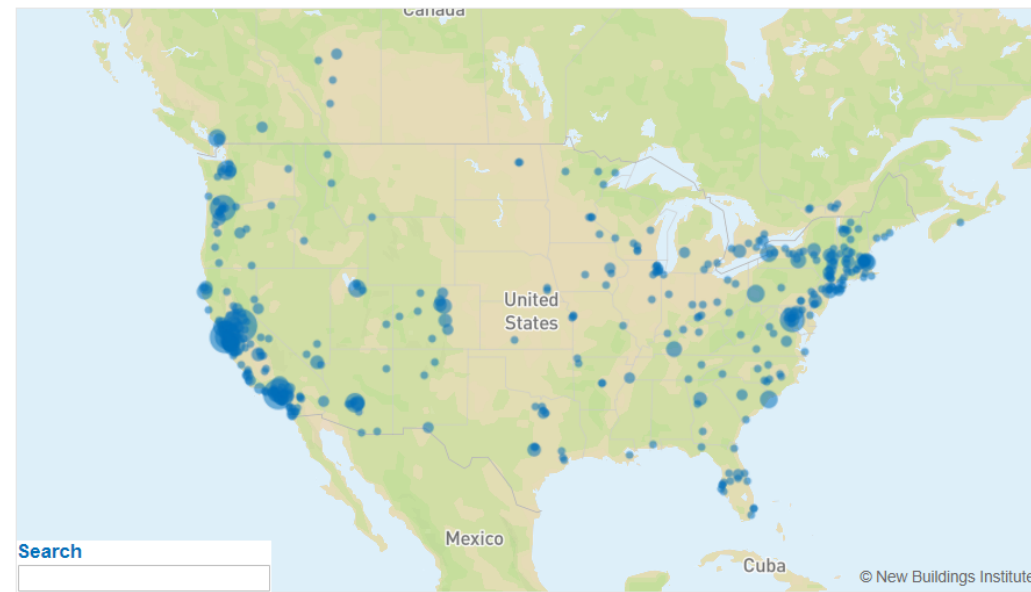 Canada
United
States
Mexico
Cuba
Search
© New Buildings Institute